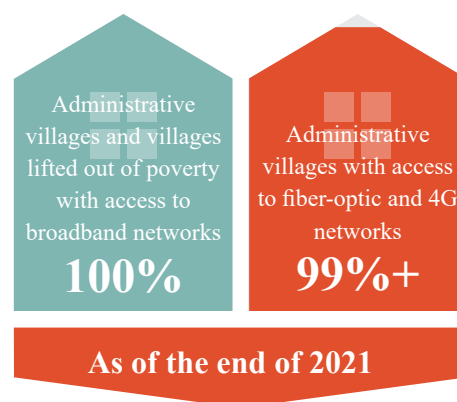 Administrative
villages and villages
lifted out of poverty
with access to
broadband networks
100%
Administrative
villages with access
to fiber-optic and 4G
networks
99%+
As of the end of 2021